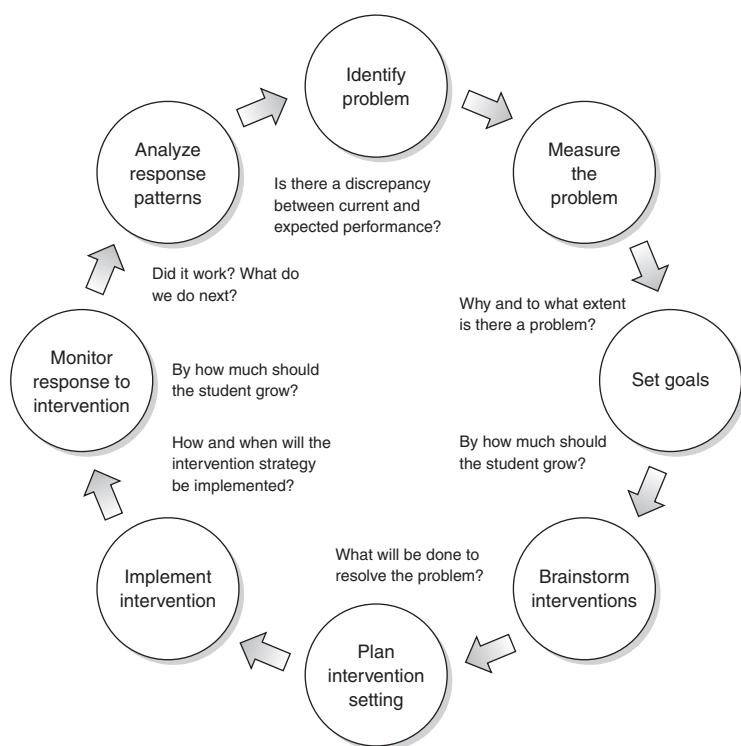 Identify
problem
Measure
the
problem
Set goals
Brainstorm
interventions
Plan
intervention
setting
Implement
intervention
Monitor
response to
intervention
Analyze
response
patterns
Is there a discrepancy
between current and
expected performance?
Why and to what extent
is there a problem?
By how much should
the student grow?
What will be done to
resolve the problem?
How and when will the
intervention strategy
be implemented?
By how much should
the student grow?
Did it work? What do
we do next?